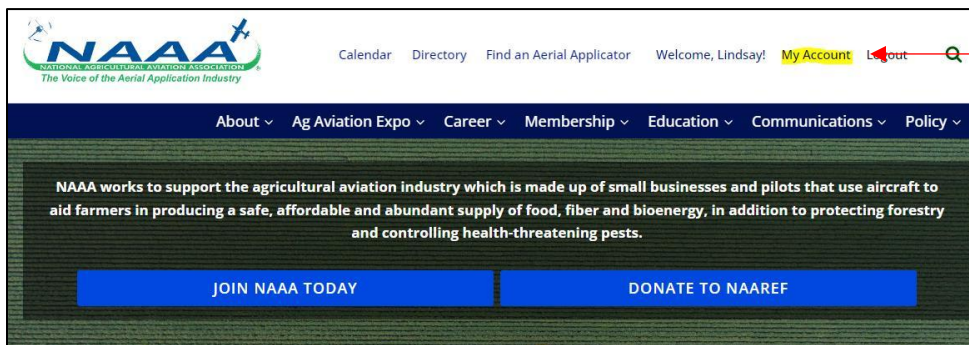 NAAA
NATIONAL AGRICULTURAL AVIATION ASSOCIATION
The Voice of the Aerial Application Industry
Calendar Directory Find an Aerial Applicator Welcome, Lindsay! My Account Logout
About Ag Aviation Expo Career Membership Education Communications Policy
NAAA works to support the agricultural aviation industry which is made up of small businesses and pilots that use aircraft to
aid farmers in producing a safe, affordable and abundant supply of food, fiber and bioenergy, in addition to protecting forestry
and controlling health-threatening pests.
JOIN NAAA TODAY DONATE TO NAAREF